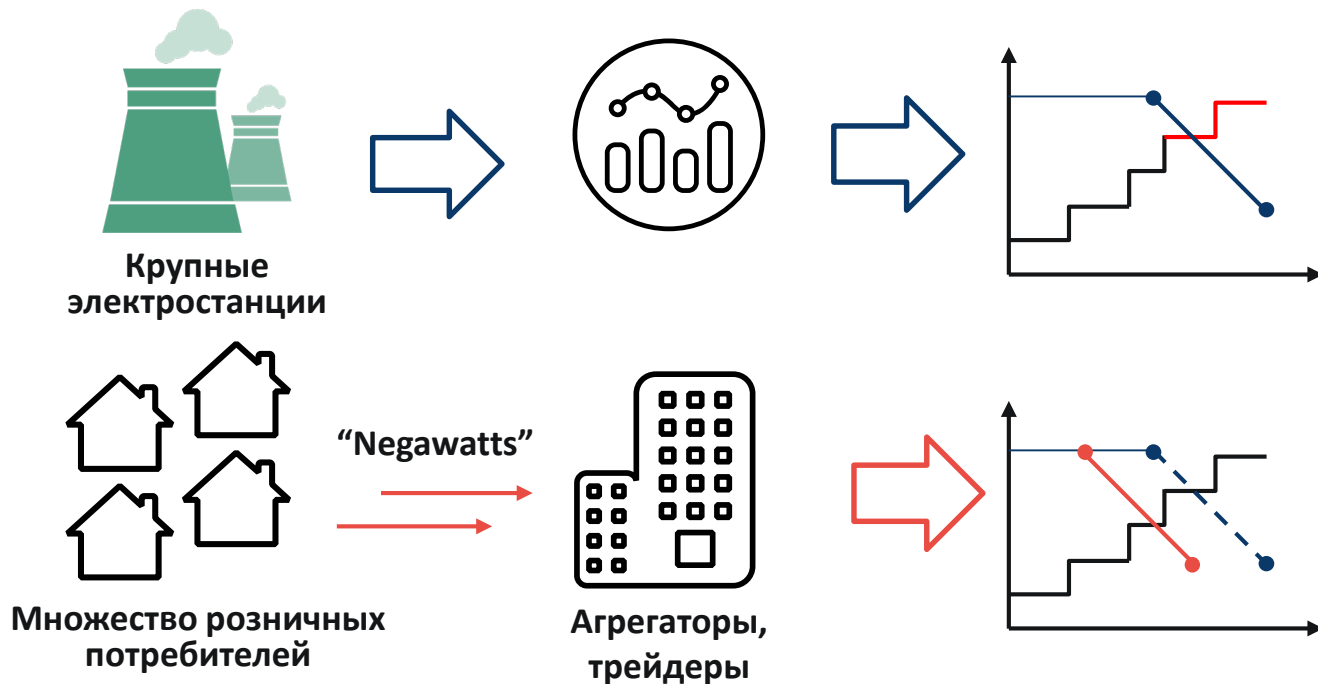 Крупные
электростанции
“Negawatts”
Множество розничных
потребителей
Агрегаторы,
трейдеры